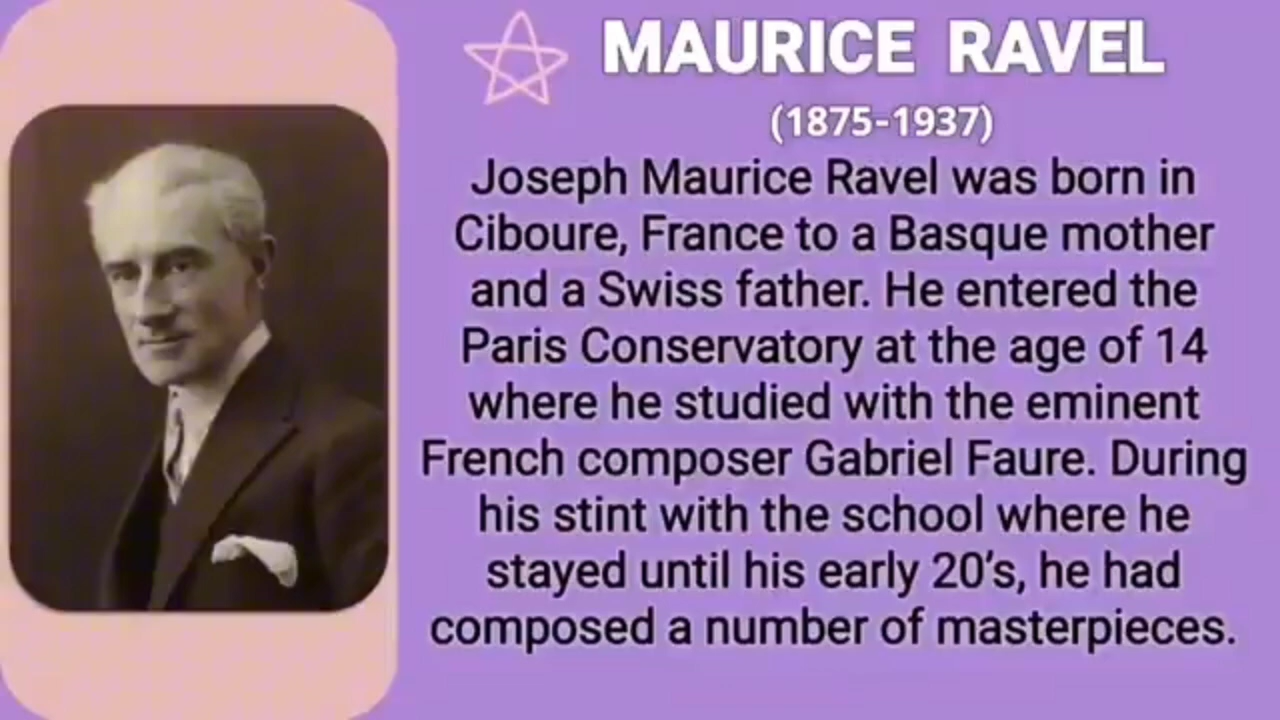 MAURICE RAVEL
(1875-1937)
Joseph Maurice Ravel was born in
Ciboure, France to a Basque mother
and a Swiss father. He entered the
Paris Conservatory at the age of 14
where he studied with the eminent
French composer Gabriel Faure. During
his stint with the school where he
stayed until his early 20’s, he had
composed a number of masterpieces.